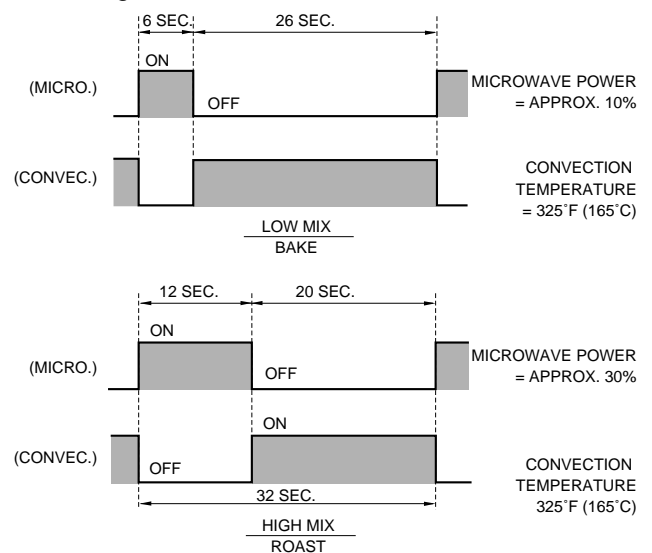 6 SEC. 26 SEC.
ON
(MICRO.)
OFF
MICROWAVE POWER
= APPROX. 10%
(CONVEC.)
CONVECTION
TEMPERATURE
= 325˚F (165˚C)
LOW MIX
BAKE
12 SEC. 20 SEC.
ON
(MICRO.)
OFF
MICROWAVE POWER
= APPROX. 30%
ON
(CONVEC.)
OFF
CONVECTION
TEMPERATURE
325˚F (165˚C)
32 SEC.
HIGH MIX
ROAST